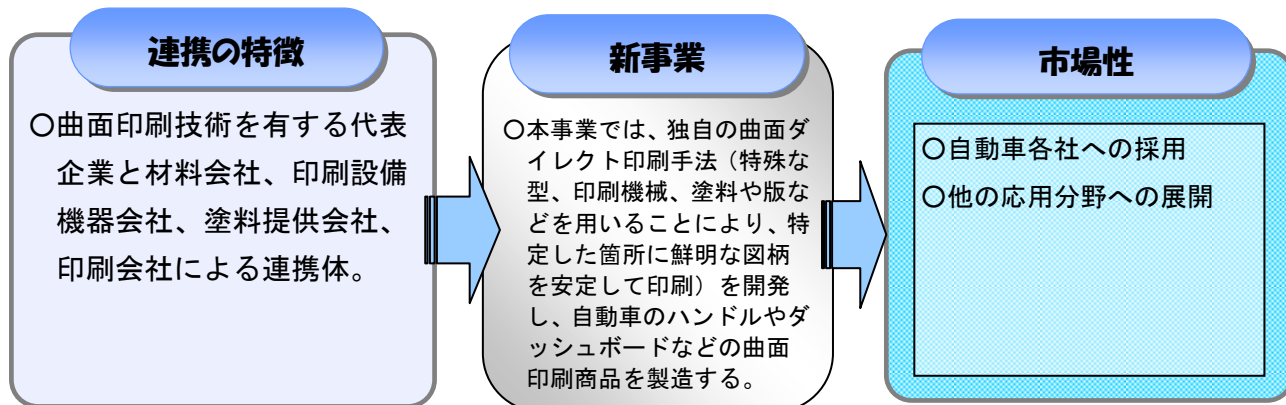 連携の特徴
○曲面印刷技術を有する代表
企業と材料会社、印刷設備
機器会社、塗料提供会社、
印刷会社による連携体。
新事業
○本事業では、独自の曲面ダ
イレクト印刷手法（特殊な
型、印刷機械、塗料や版な
どを用いることにより、特
定した箇所に鮮明な図柄
を安定して印刷）を開発
し、自動車のハンドルやダ
ッシュボードなどの曲面
印刷商品を製造する。
市場性
○自動車各社への採用
○他の応用分野への展開